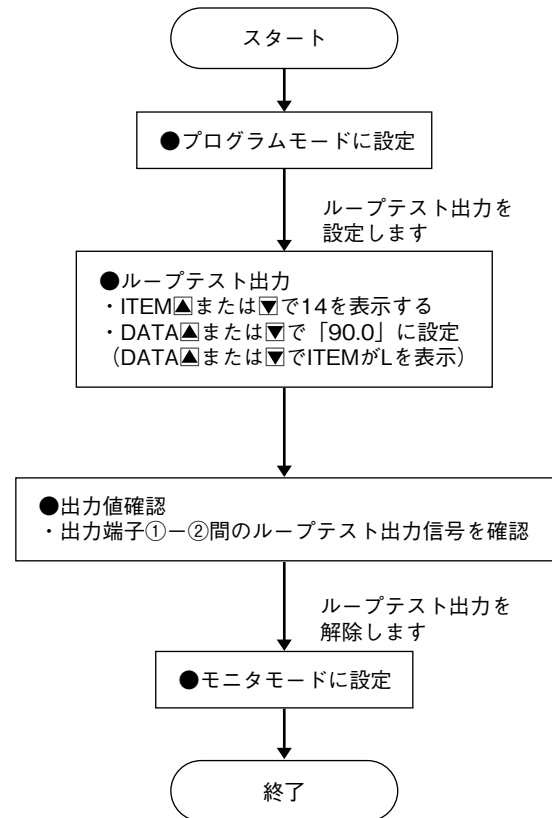 スタート
●プログラムモードに設定
ループテスト出力を
設定します
●ループテスト出力
・ITEM▲または▼で14を表示する
・DATA▲または▼で「90.0」に設定
（DATA▲または▼でITEMがLを表示）
●出力値確認
・出力端子①－②間のループテスト出力信号を確認
ループテスト出力を
解除します
●モニタモードに設定
終了